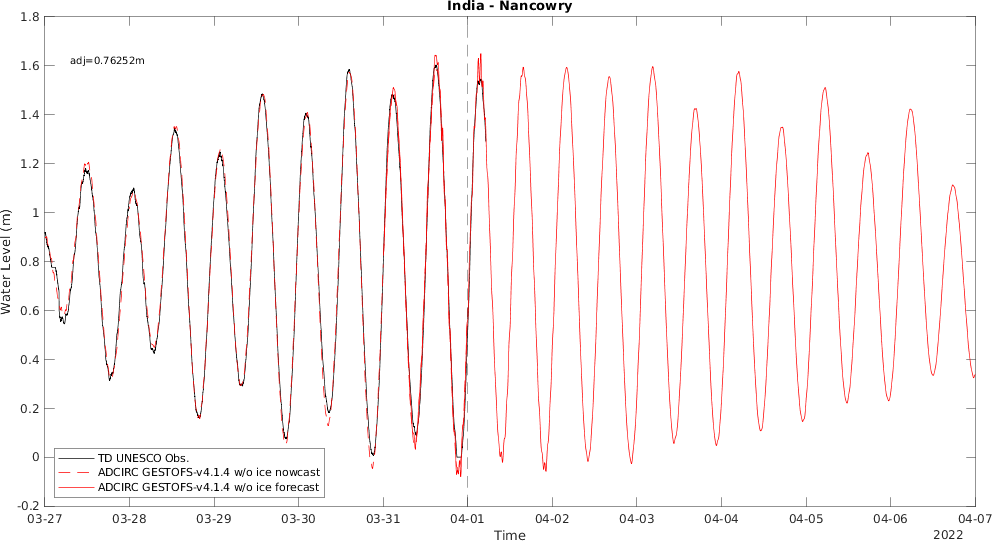 India - Nancowry
adj=0.76252m
Water Level (m)
1.8
1.6
1.4
1.2
1
0.8
0.6
0.4
0.2
0
-0.2
TD UNESCO Obs.
ADCIRC GESTOFS-v4.1.4 w/o ice nowcast
ADCIRC GESTOFS-v4.1.4 w/o ice forecast
03-27 03-28 03-29 03-30 03-31 04-01 04-02 04-03 04-04 04-05 04-06 04-07
Time
2022